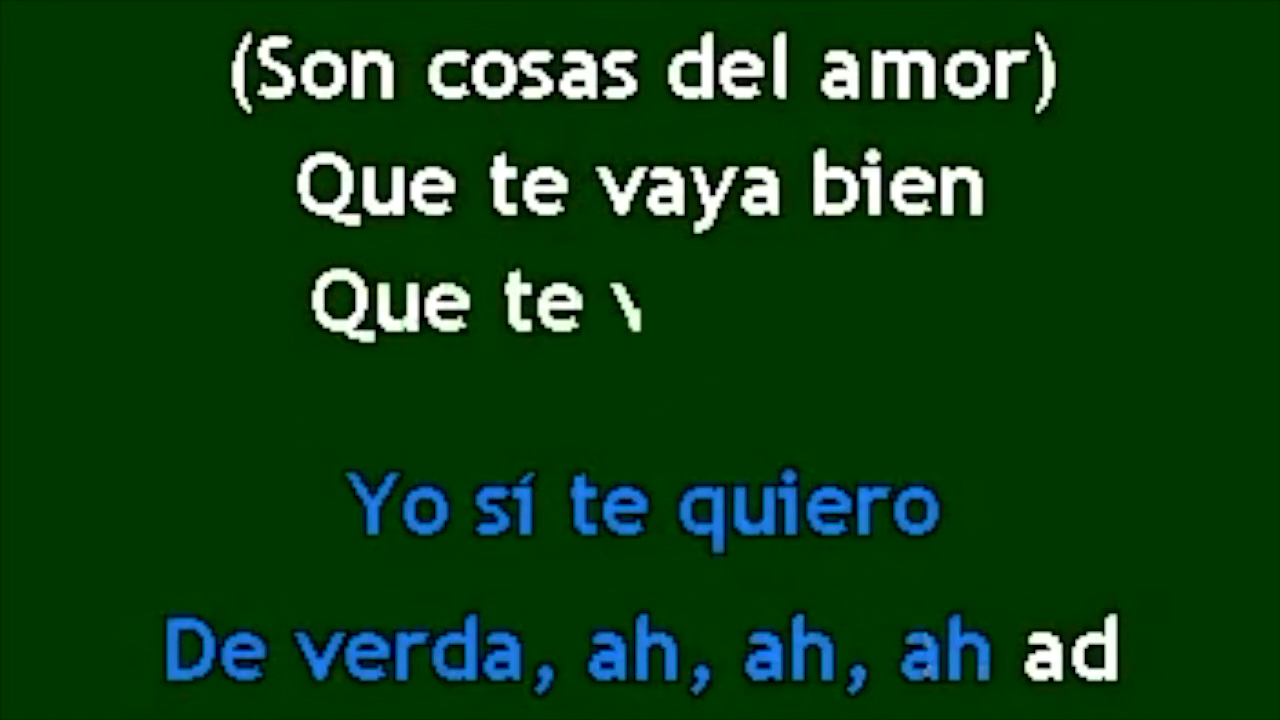 (Son cosas del amor)
Que te vaya bien
Que te
Yo sí te quiero
De verda, ah, ah, ah ad